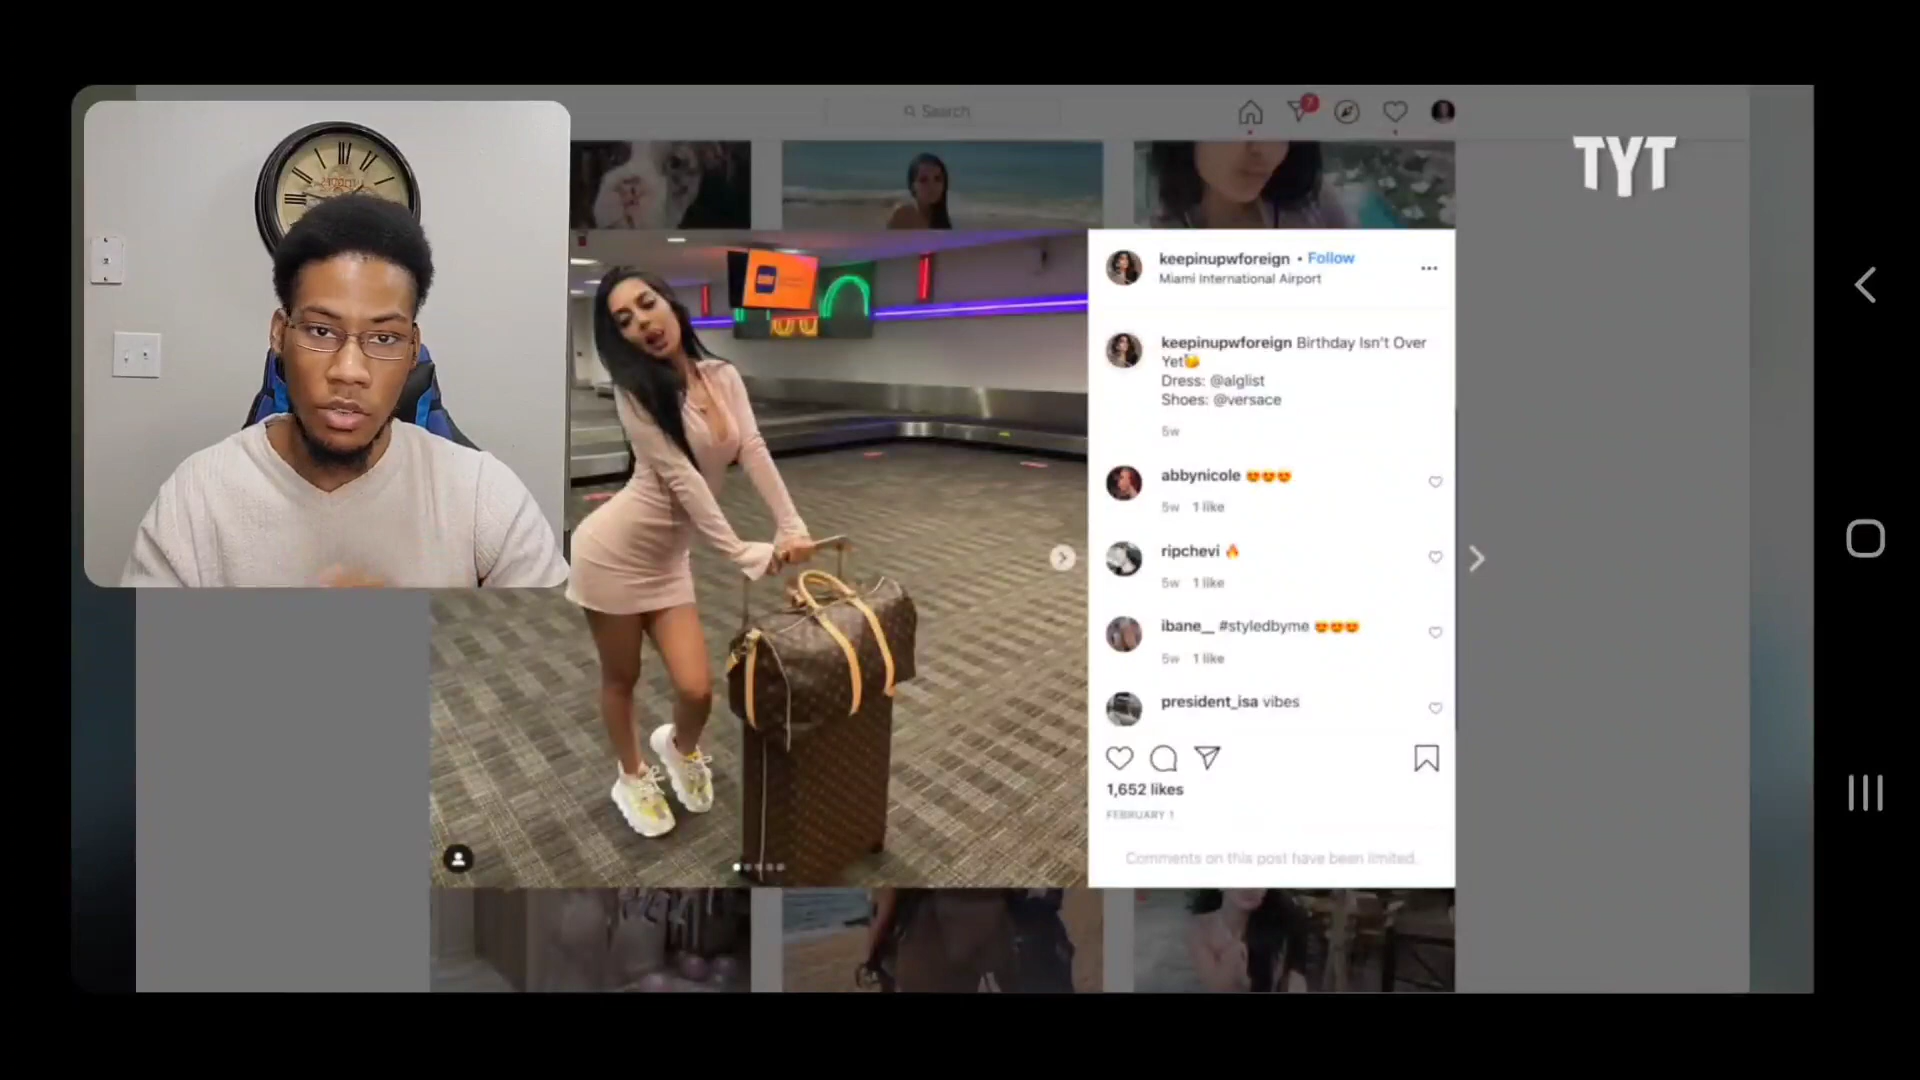 Search
7
TYT
keepinupwforeign • Follow
Miami International Airport
keepinupwforeign Birthday Isn't Over
Yet
Dress: @alglist
Shoes: @versace
5w
abbynicole
5w 1 like
ripchevi
5w 1 like
ibane__ #styledbyme
5w 1 like
president_isa vibes
1,652 likes
FEBRUARY 1
Comments on this post have been limited.